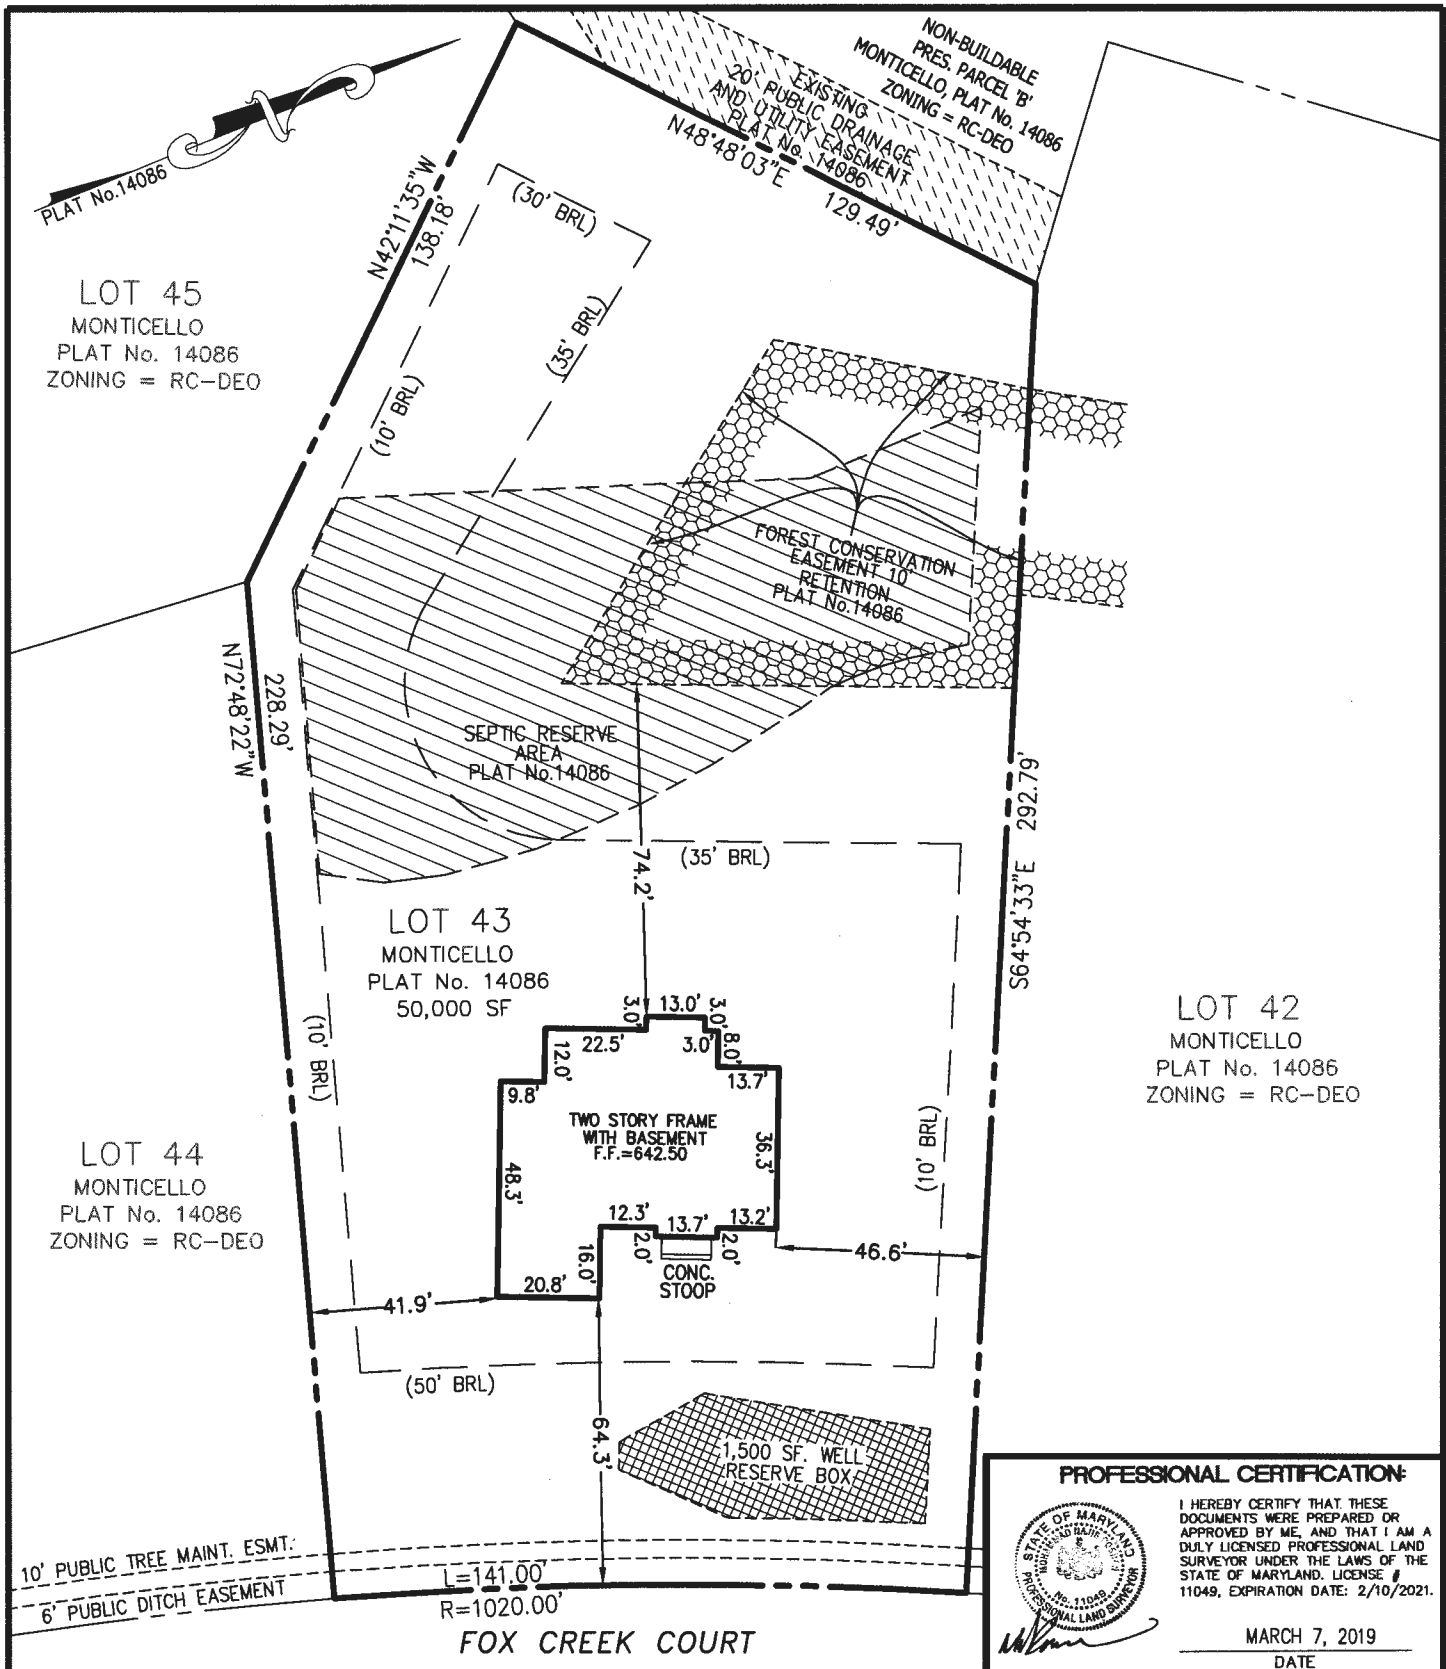 NON-BUILDABLE
PRES. PARCEL 'B'
MONTICELLO, PLAT No. 14086
ZONING = RC-DEO
EXISTING
20' PUBLIC DRAINAGE
AND UTILITY EASEMENT
PLAT No. 14086
N48°48'03"E 129.49'
N
PLAT No.14086
N42°11'35"W
138.18'
(30' BRL)
(35' BRL)
(10' BRL)
LOT 45
MONTICELLO
PLAT No. 14086
ZONING = RC-DEO
FOREST CONSERVATION
EASEMENT 10'
RETENTION
PLAT No.14086
N72°48'22"W
228.29'
SEPTIC RESERVE
AREA
PLAT No.14086
S64°54'33"E 292.79'
74.2'
(35' BRL)
LOT 43
MONTICELLO
PLAT No. 14086
50,000 SF
LOT 42
MONTICELLO
PLAT No. 14086
ZONING = RC-DEO
(10' BRL)
3.0'
13.0'
3.0'
22.5'
3.0'
8.0'
12.0'
13.7'
9.8'
TWO STORY FRAME
WITH BASEMENT
F.F.=642.50
36.3'
48.3'
(10' BRL)
LOT 44
MONTICELLO
PLAT No. 14086
ZONING = RC-DEO
12.3'
13.7'
13.2'
2.0'
2.0'
16.0'
CONC.
STOOP
20.8'
46.6'
41.9'
(50' BRL)
64.3'
1,500 SF. WELL
RESERVE BOX
10' PUBLIC TREE MAINT. ESMT.
6' PUBLIC DITCH EASEMENT
L=141.00'
R=1020.00'
FOX CREEK COURT
PROFESSIONAL CERTIFICATION:
I HEREBY CERTIFY THAT THESE
DOCUMENTS WERE PREPARED OR
APPROVED BY ME, AND THAT I AM A
DULY LICENSED PROFESSIONAL LAND
SURVEYOR UNDER THE LAWS OF THE
STATE OF MARYLAND. LICENSE #
11049, EXPIRATION DATE: 2/10/2021.
STATE OF MARYLAND
No. 11049
PROFESSIONAL LAND SURVEYOR
MARCH 7, 2019
DATE